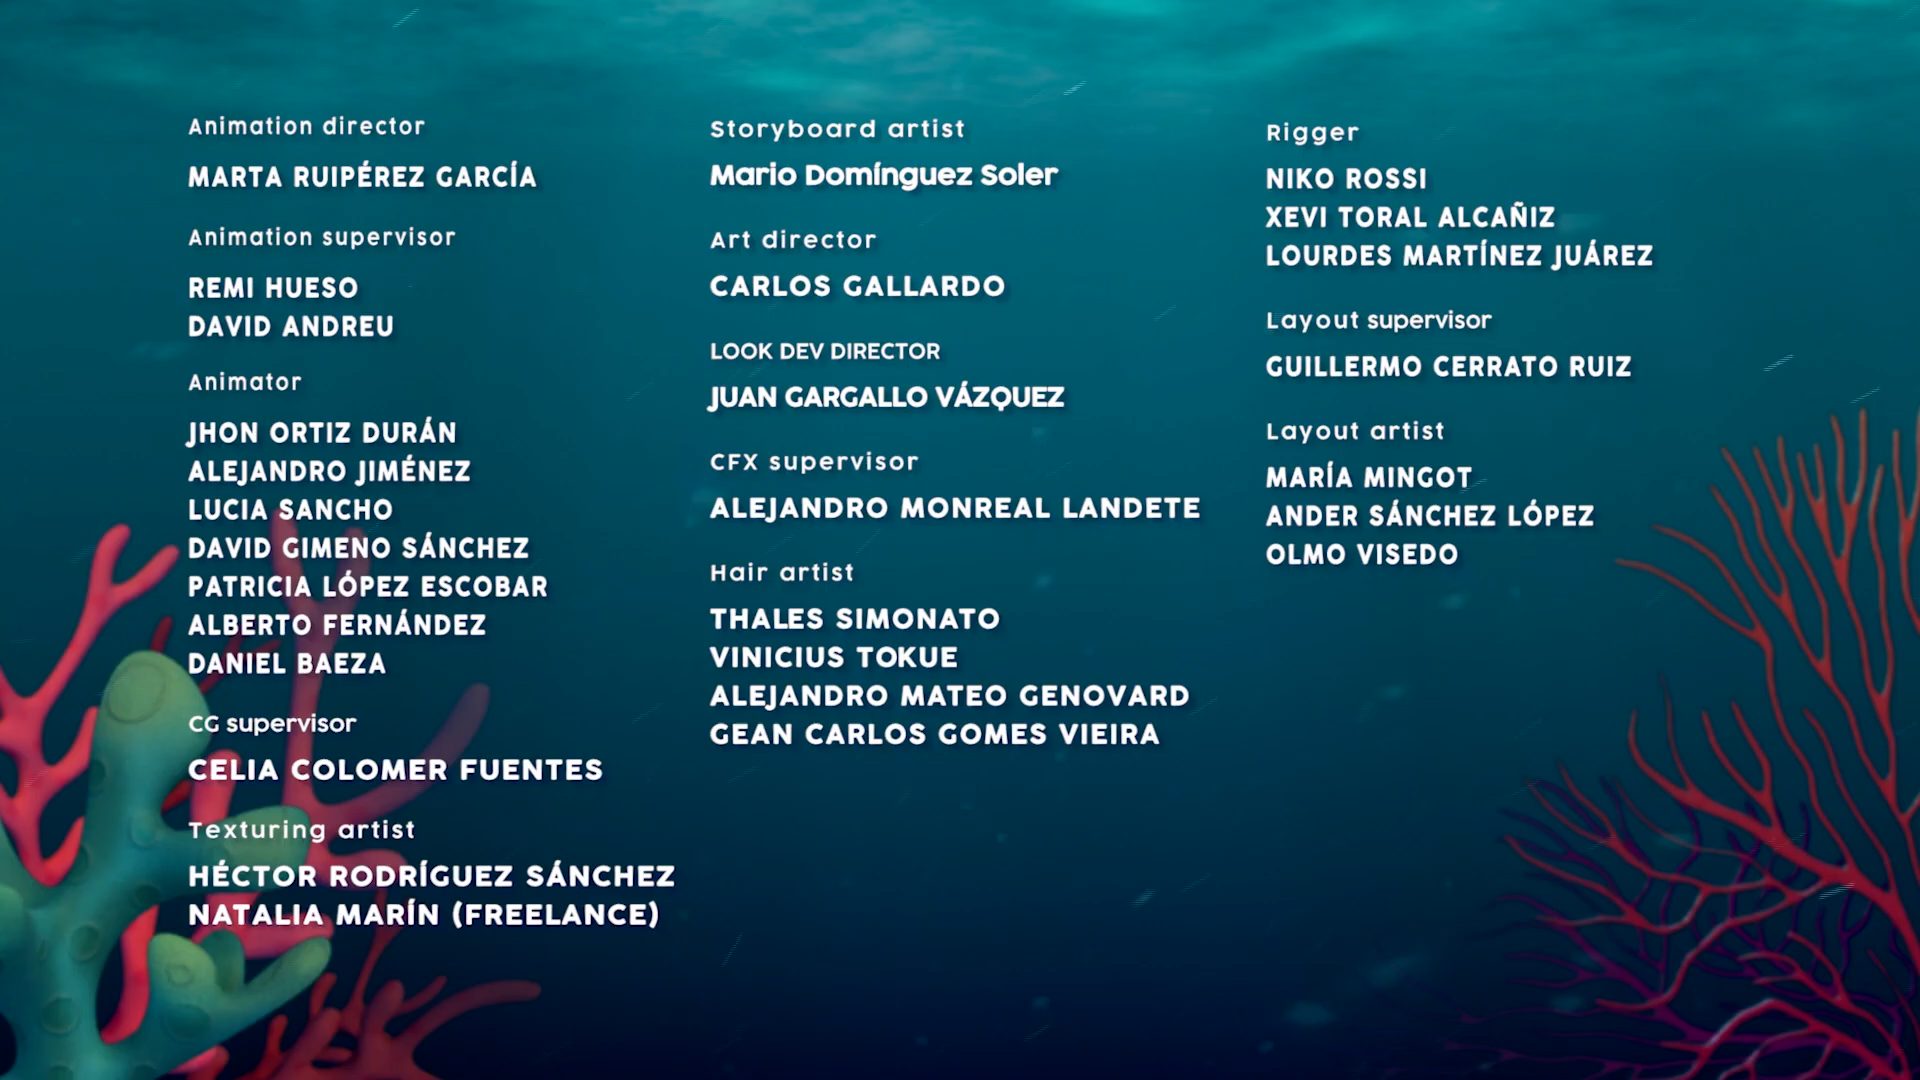 Animation director
MARTA RUIPÉREZ GARCÍA
Animation supervisor
REMI HUESO
DAVID ANDREU
Animator
JHON ORTIZ DURÁN
ALEJANDRO JIMÉNEZ
LUCIA SANCHO
DAVID GIMENO SÁNCHEZ
PATRICIA LÓPEZ ESCOBAR
ALBERTO FERNÁNDEZ
DANIEL BAEZA
CG supervisor
CELIA COLOMER FUENTES
Texturing artist
HÉCTOR RODRÍGUEZ SÁNCHEZ
NATALIA MARÍN (FREELANCE)
Storyboard artist
Mario Domínguez Soler
Art director
CARLOS GALLARDO
LOOK DEV DIRECTOR
JUAN GARGALLO VÁZQUEZ
CFX supervisor
ALEJANDRO MONREAL LANDETE
Hair artist
THALES SIMONATO
VINICIUS TOKUE
ALEJANDRO MATEO GENOVARD
GEAN CARLOS GOMES VIEIRA
Rigger
NIKO ROSSI
XEVI TORAL ALCAÑIZ
LOURDES MARTÍNEZ JUÁREZ
Layout supervisor
GUILLERMO CERRATO RUIZ
Layout artist
MARÍA MINGOT
ANDER SÁNCHEZ LÓPEZ
OLMO VISEDO